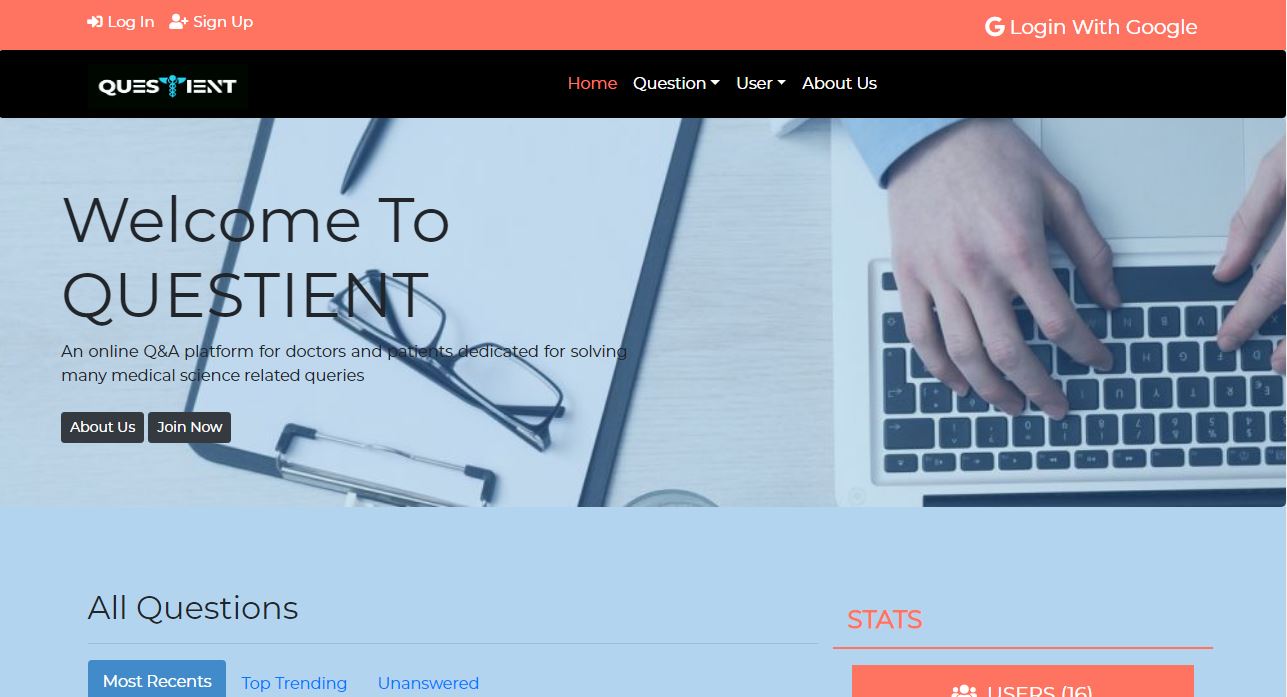 Log In Sign Up Login With Google
QUESTIENT Home Question User About Us
Welcome To
QUESTIENT
An online Q&A platform for doctors and patients dedicated for solving
many medical science related queries
About Us Join Now
All Questions
STATS
Most Recents Top Trending Unanswered
USERS (16)